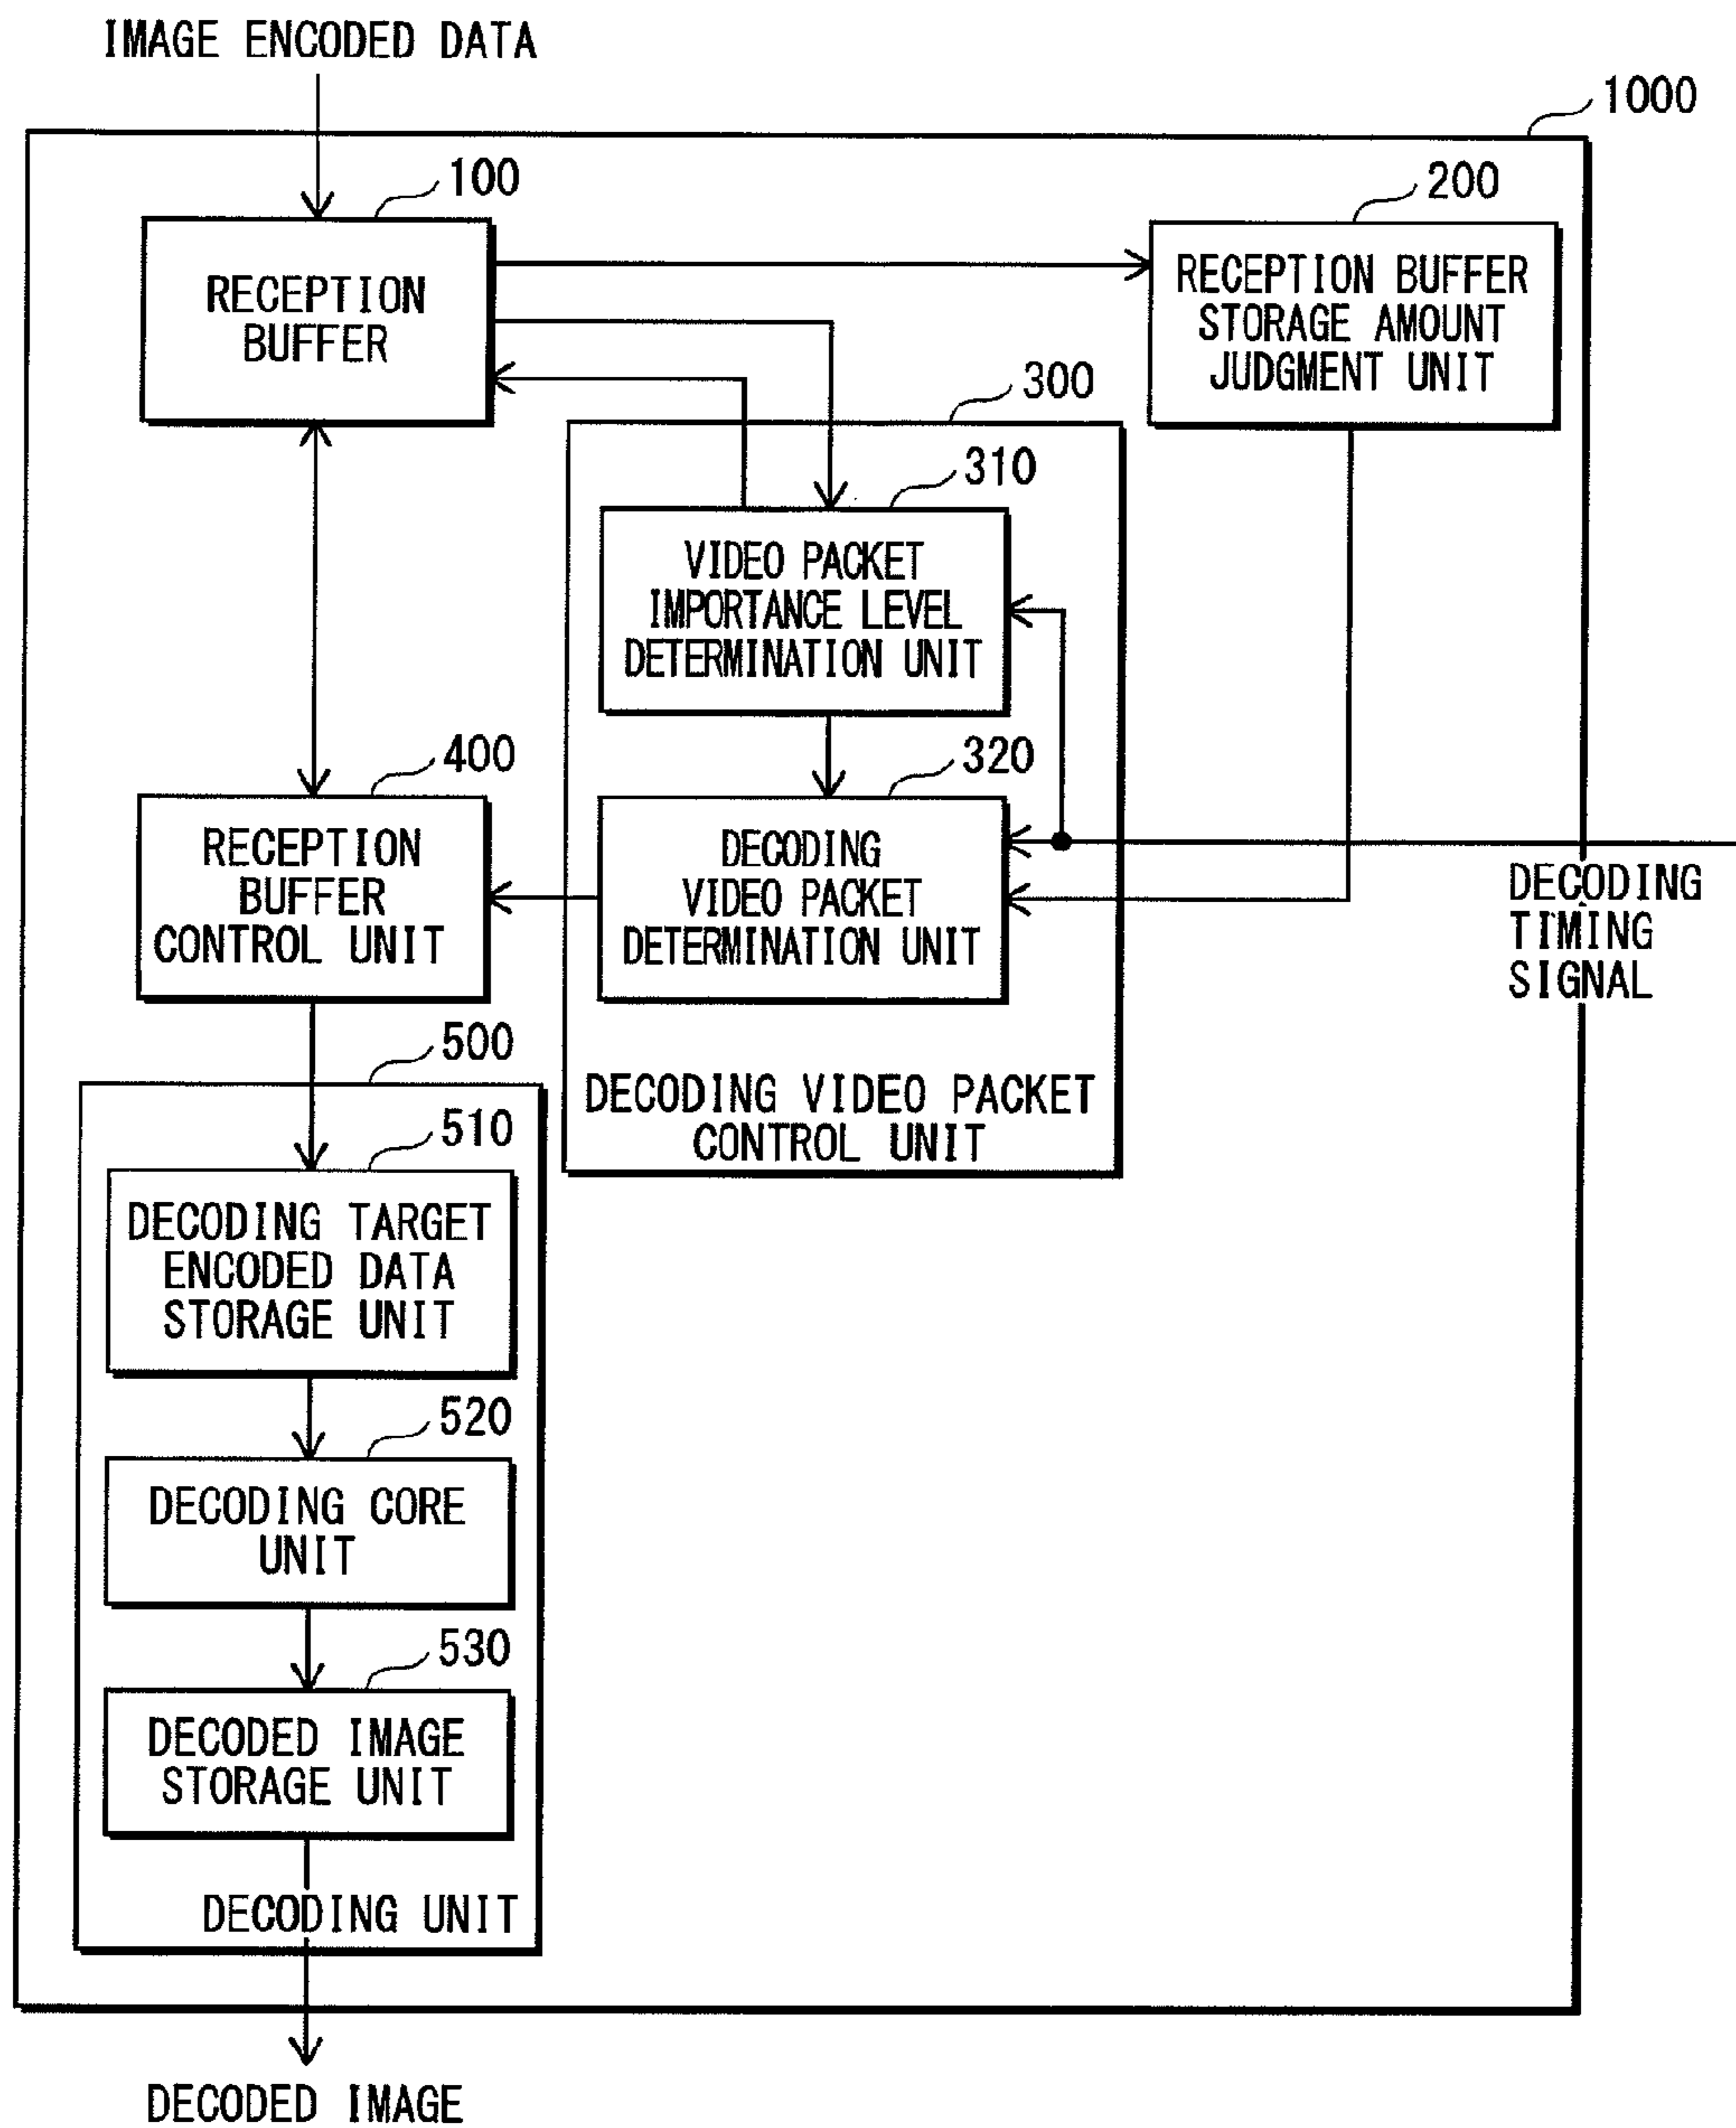 IMAGE ENCODED DATA
1000
100
200
RECEPTION
BUFFER
RECEPTION BUFFER
STORAGE AMOUNT
JUDGMENT UNIT
300
310
VIDEO PACKET
IMPORTANCE LEVEL
DETERMINATION UNIT
400
320
RECEPTION
BUFFER
CONTROL UNIT
DECODING
VIDEO PACKET
DETERMINATION UNIT
DECODING
TIMING
SIGNAL
500
DECODING VIDEO PACKET
CONTROL UNIT
510
DECODING TARGET
ENCODED DATA
STORAGE UNIT
520
DECODING CORE
UNIT
530
DECODED IMAGE
STORAGE UNIT
DECODING UNIT
DECODED IMAGE